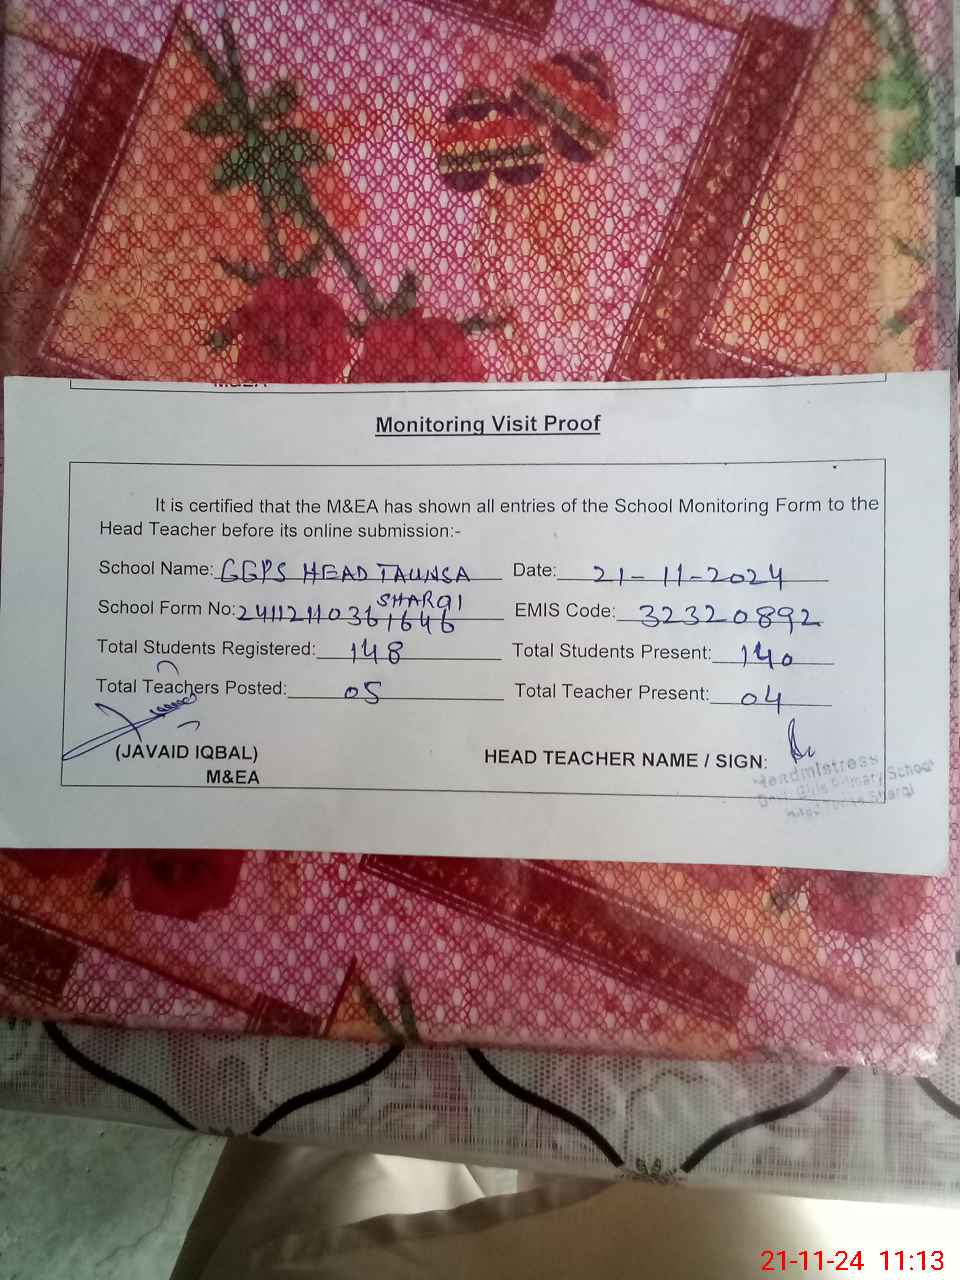 Monitoring Visit Proof
It is certified that the M&EA has shown all entries of the School Monitoring Form to the
Head Teacher before its online submission:-
School Name: GGPS HEAD TAUNSA Date: 21-11-2024
SHARQI
School Form No: 24112110361646 EMIS Code: 32320892
Total Students Registered: 148 Total Students Present: 140
Total Teachers Posted: 05 Total Teacher Present: 04
(JAVAID IQBAL) HEAD TEACHER NAME / SIGN:
M&EA
Headmistress
Girls Primary School
Sharqi
21-11-24 11:13